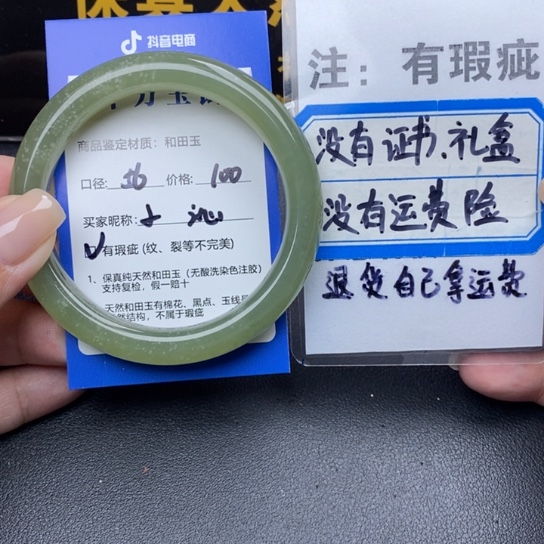 抖音电商
商品鉴定材质：和田玉
口径：56 价格：100
买家昵称：
✓有瑕疵(纹、裂等不完美)
1、保真纯天然和田玉（无酸洗染色注胶）
支持复检，假一赔十
天然和田玉有棉花、黑点、玉线
然结构，不属于瑕疵
注：有瑕疵
没有证书、礼盒
没有运费险
退货自己拿运费